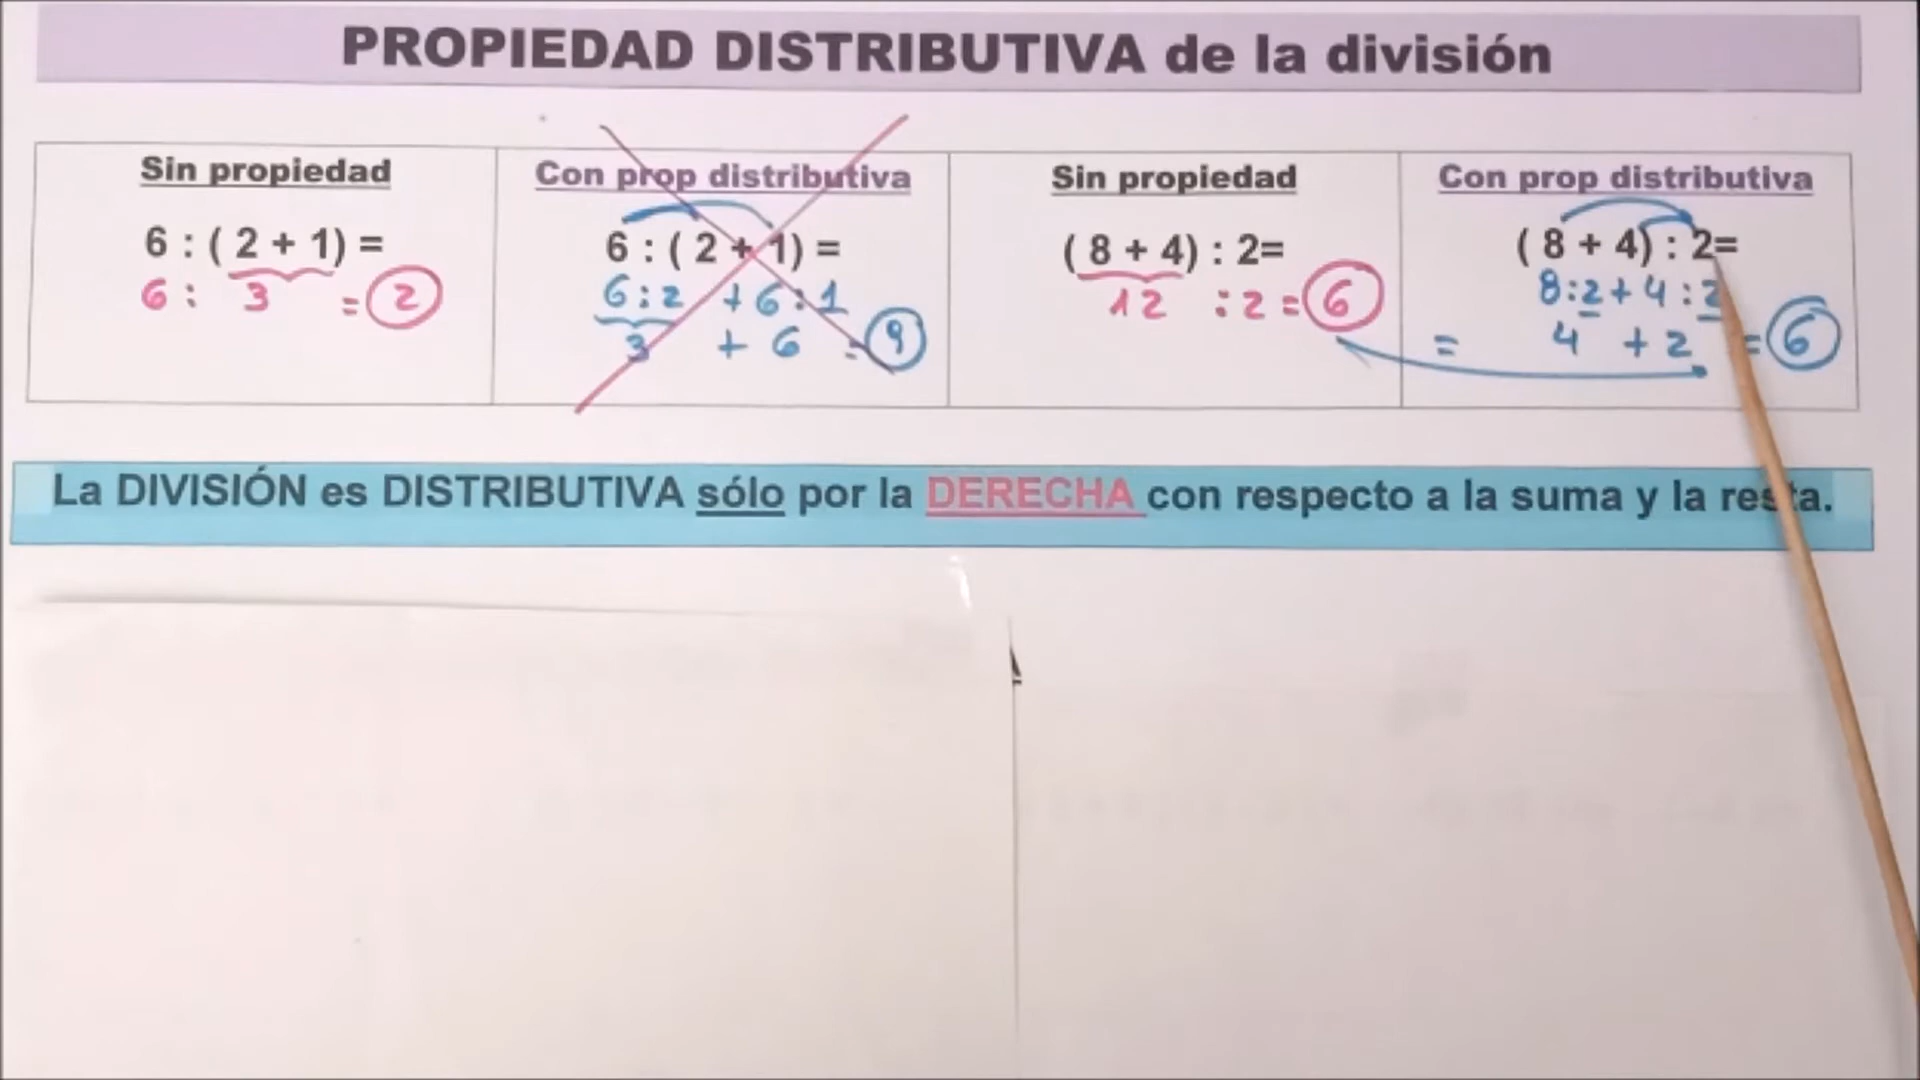 PROPIEDAD DISTRIBUTIVA de la división
Sin propiedad
6 : ( 2 + 1) =
6 : 3 = 2
Con prop distributiva
6 : ( 2 + 1) =
6:2 + 6:1
3 + 6 = 9
Sin propiedad
( 8 + 4) : 2=
12 : 2 = 6
Con prop distributiva
( 8 + 4) : 2=
8:2 + 4:2
= 4 + 2 = 6
La DIVISIÓN es DISTRIBUTIVA sólo por la DERECHA con respecto a la suma y la resta.